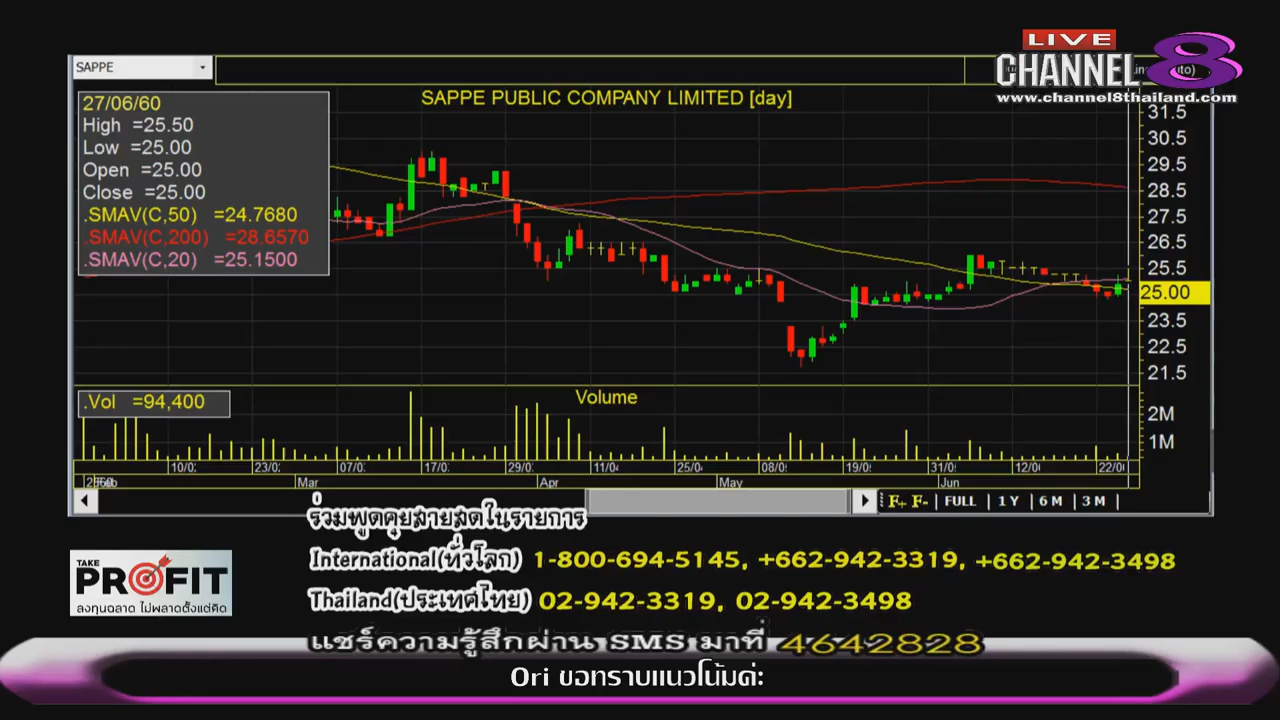 LIVE
CHANNEL 8
www.channel8thailand.com
SAPPE
SAPPE PUBLIC COMPANY LIMITED [day]
27/06/60
High =25.50
Low =25.00
Open =25.00
Close =25.00
.SMAV(C,50) =24.7680
.SMAV(C,200) =28.6570
.SMAV(C,20) =25.1500
31.5
30.5
29.5
28.5
27.5
26.5
25.5
25.00
23.5
22.5
21.5
.Vol =94,400
Volume
2M
1M
10/0 23/0 07/0 17/0 29/0 11/04 25/04 08/0 19/0 31/0 12/0 22/0
Mar Apr May Jun
F+ F- FULL 1 Y 6 M 3 M
ร่วมพูดคุยสายสดในรายการ
TAKE
PROFIT
ลงทุนฉลาด ไม่พลาดตั้งแต่คิด
International(ทั่วโลก) 1-800-694-5145, +662-942-3319, +662-942-3498
Thailand(ประเทศไทย) 02-942-3319, 02-942-3498
แชร์ความรู้สึกผ่าน SMS มาที่ 4642828
Ori ขอทราบแนวโน้มค่ะ